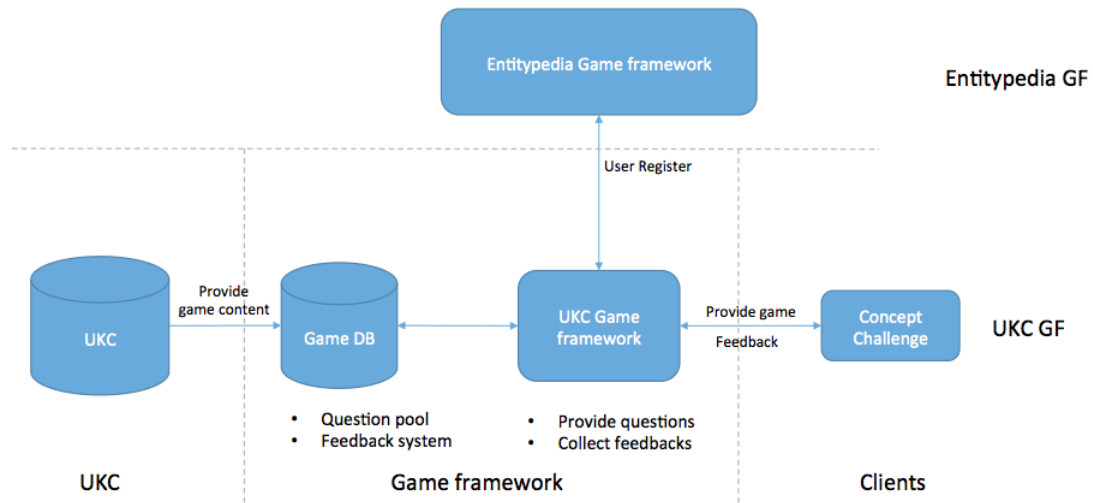 Entitypedia Game framework
Entitypedia GF
User Register
Provide
game content
UKC
Game DB
UKC Game
framework
Provide game
Feedback
Concept
Challenge
UKC GF
• Question pool
• Feedback system
• Provide questions
• Collect feedbacks
UKC
Game framework
Clients